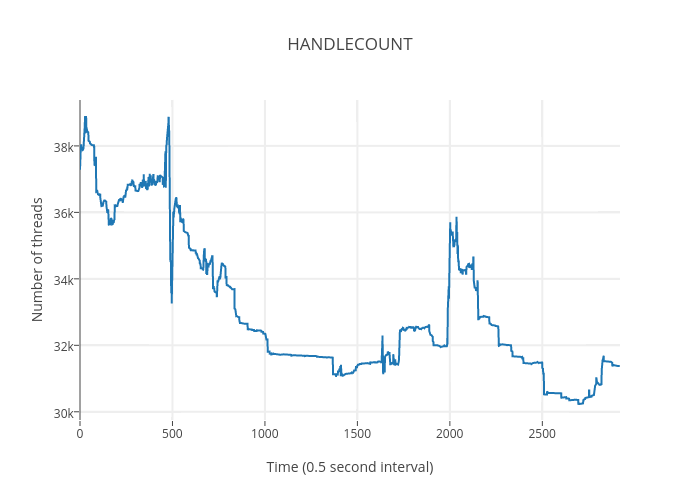 HANDLECOUNT
Number of threads
38k
36k
34k
32k
30k
0 500 1000 1500 2000 2500
Time (0.5 second interval)